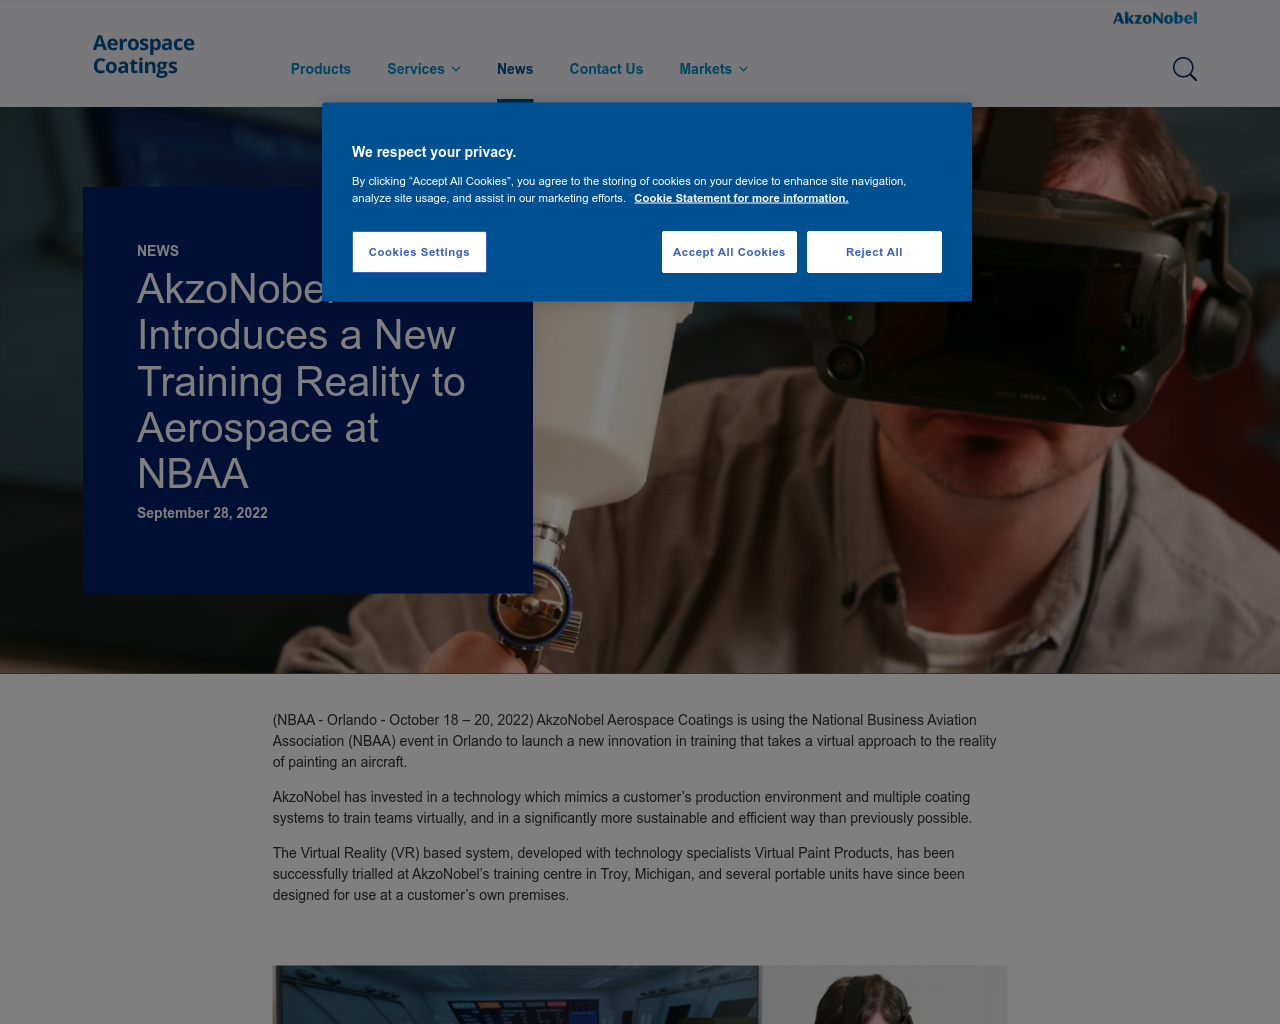 AkzoNobel
Aerospace
Coatings
Products
Services
News
Contact Us
Markets
We respect your privacy.
By clicking “Accept All Cookies”, you agree to the storing of cookies on your device to enhance site navigation,
analyze site usage, and assist in our marketing efforts. Cookie Statement for more information.
Cookies Settings
Accept All Cookies
Reject All
NEWS
AkzoNobel
Introduces a New
Training Reality to
Aerospace at
NBAA
September 28, 2022
(NBAA - Orlando - October 18 – 20, 2022) AkzoNobel Aerospace Coatings is using the National Business Aviation
Association (NBAA) event in Orlando to launch a new innovation in training that takes a virtual approach to the reality
of painting an aircraft.
AkzoNobel has invested in a technology which mimics a customer’s production environment and multiple coating
systems to train teams virtually, and in a significantly more sustainable and efficient way than previously possible.
The Virtual Reality (VR) based system, developed with technology specialists Virtual Paint Products, has been
successfully trialled at AkzoNobel’s training centre in Troy, Michigan, and several portable units have since been
designed for use at a customer’s own premises.